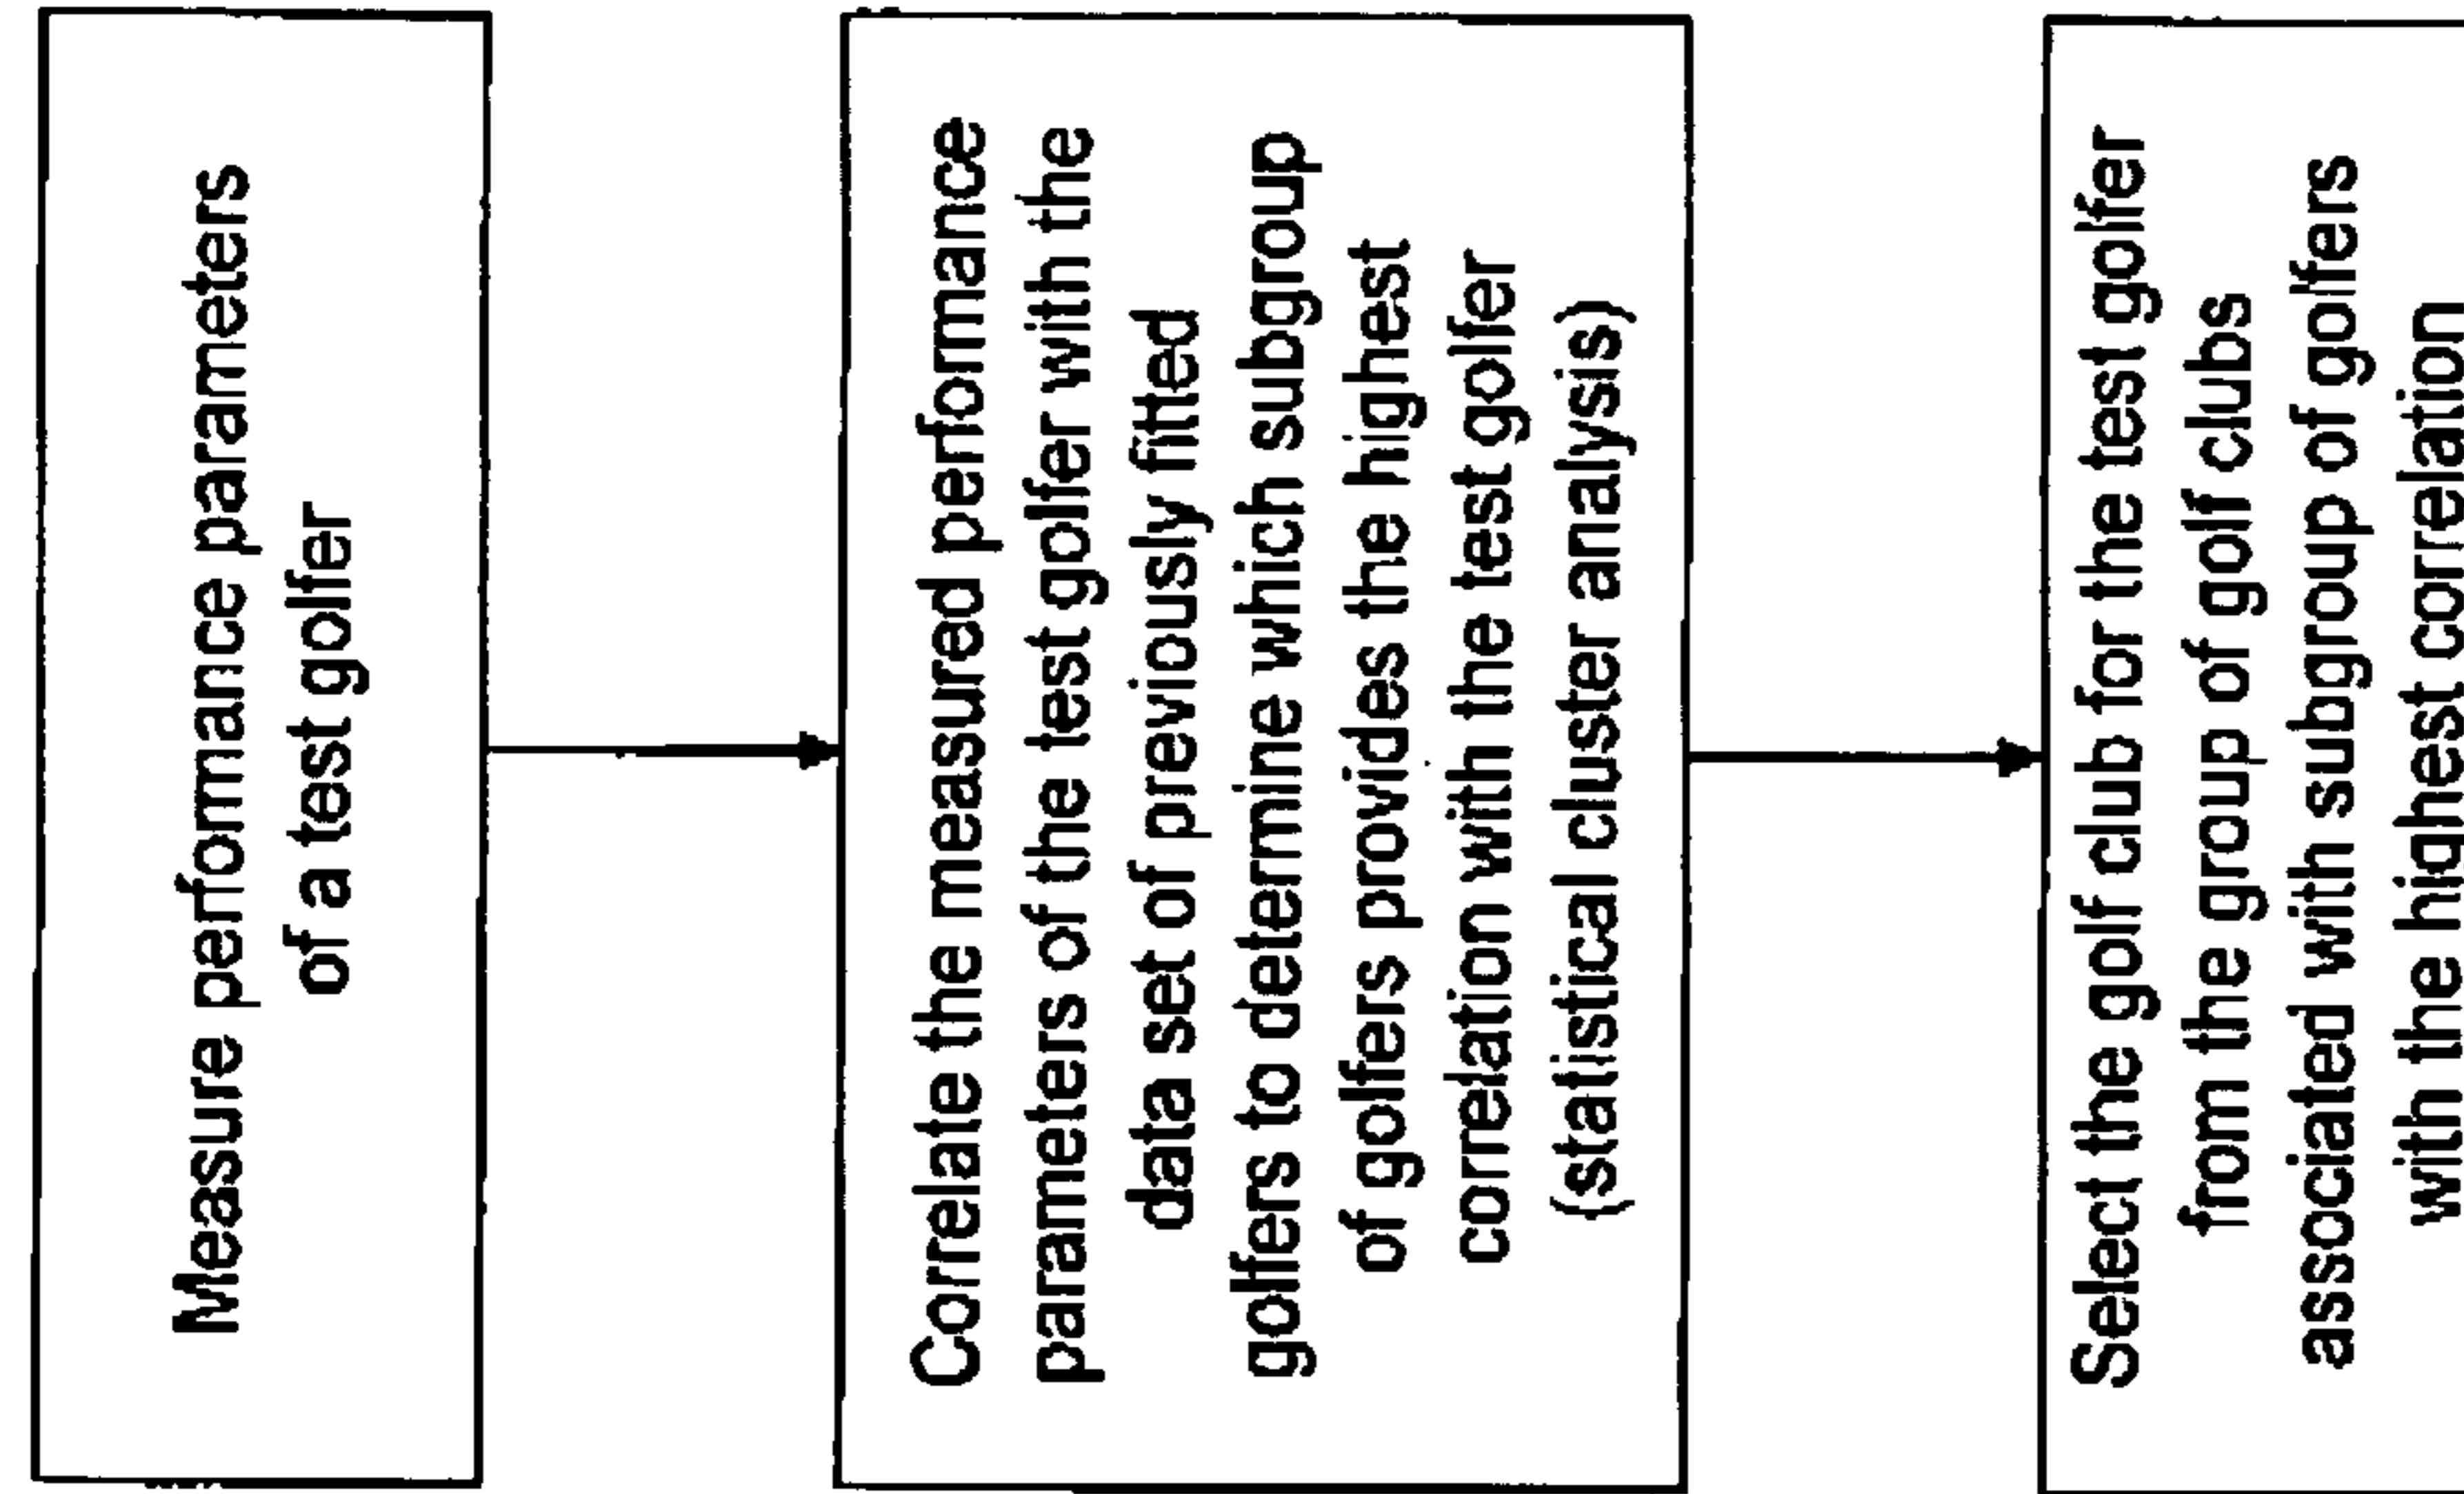 Measure performance parameters
of a test golfer
Correlate the measured performance
parameters of the test golfer with the
data set of previously fitted
golfers to determine which subgroup
of golfers provides the highest
correlation with the test golfer
(statistical cluster analysis)
Select the golf club for the test golfer
from the group of golf clubs
associated with subgroup of golfers
with the highest correlation